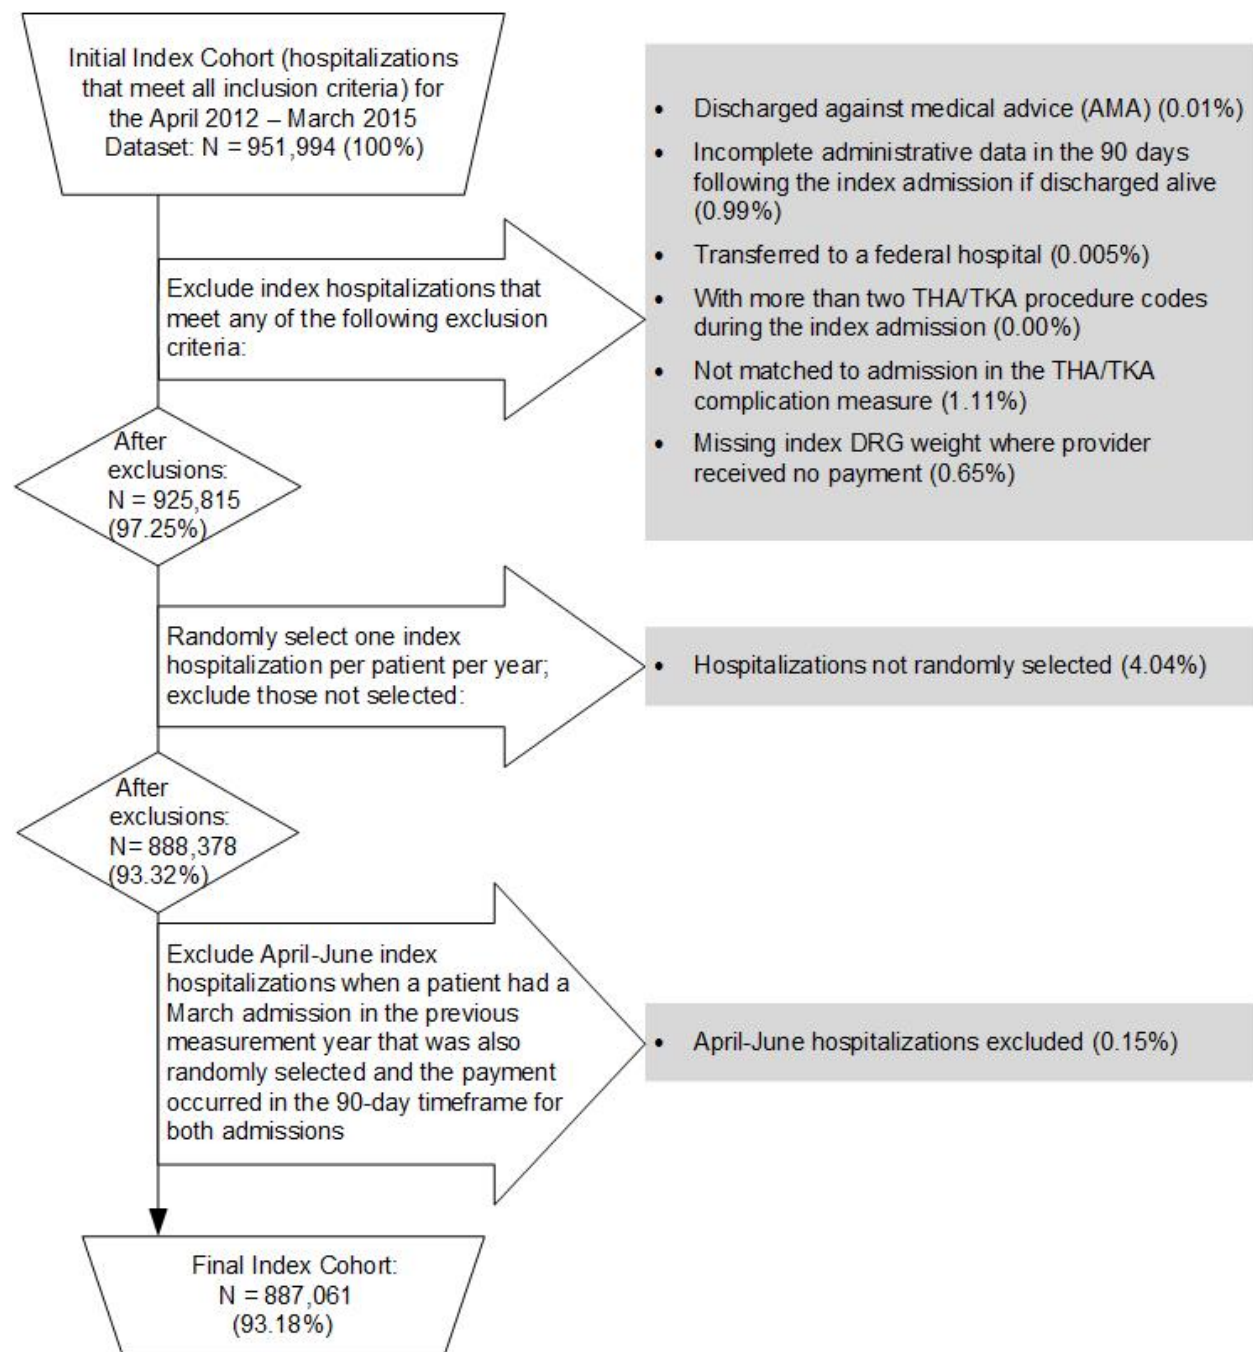 Initial Index Cohort (hospitalizations
that meet all inclusion criteria) for
the April 2012 – March 2015
Dataset: N = 951,994 (100%)
Exclude index hospitalizations that
meet any of the following exclusion
criteria:
• Discharged against medical advice (AMA) (0.01%)
• Incomplete administrative data in the 90 days
following the index admission if discharged alive
(0.99%)
• Transferred to a federal hospital (0.005%)
• With more than two THA/TKA procedure codes
during the index admission (0.00%)
• Not matched to admission in the THA/TKA
complication measure (1.11%)
• Missing index DRG weight where provider
received no payment (0.65%)
After
exclusions:
N = 925,815
(97.25%)
Randomly select one index
hospitalization per patient per year;
exclude those not selected:
• Hospitalizations not randomly selected (4.04%)
After
exclusions:
N= 888,378
(93.32%)
Exclude April-June index
hospitalizations when a patient had a
March admission in the previous
measurement year that was also
randomly selected and the payment
occurred in the 90-day timeframe for
both admissions
• April-June hospitalizations excluded (0.15%)
Final Index Cohort:
N = 887,061
(93.18%)